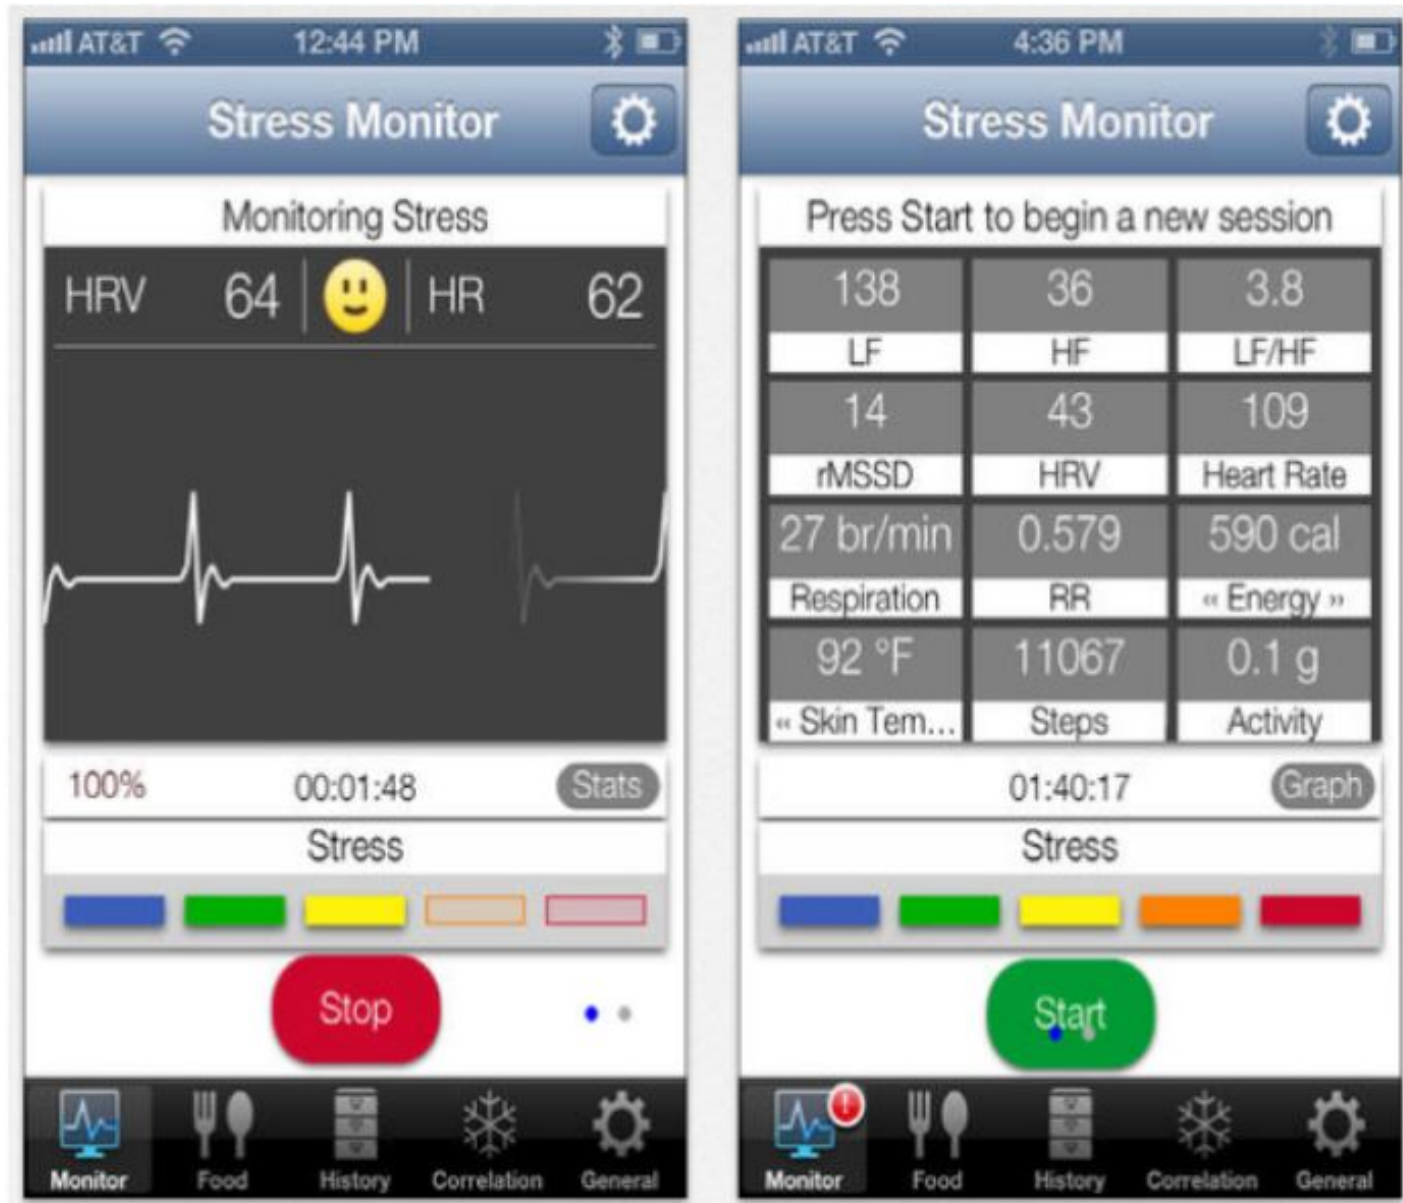 AT&T 12:44 PM
Stress Monitor
Monitoring Stress
HRV 64 HR 62
100% 00:01:48 Stats
Stress
Stop
Monitor Food History Correlation General
AT&T 4:36 PM
Stress Monitor
Press Start to begin a new session
138 36 3.8
LF HF LF/HF
14 43 109
rMSSD HRV Heart Rate
27 br/min 0.579 590 cal
Respiration RR « Energy »
92 °F 11067 0.1 g
« Skin Tem... Steps Activity
01:40:17 Graph
Stress
Start
Monitor Food History Correlation General